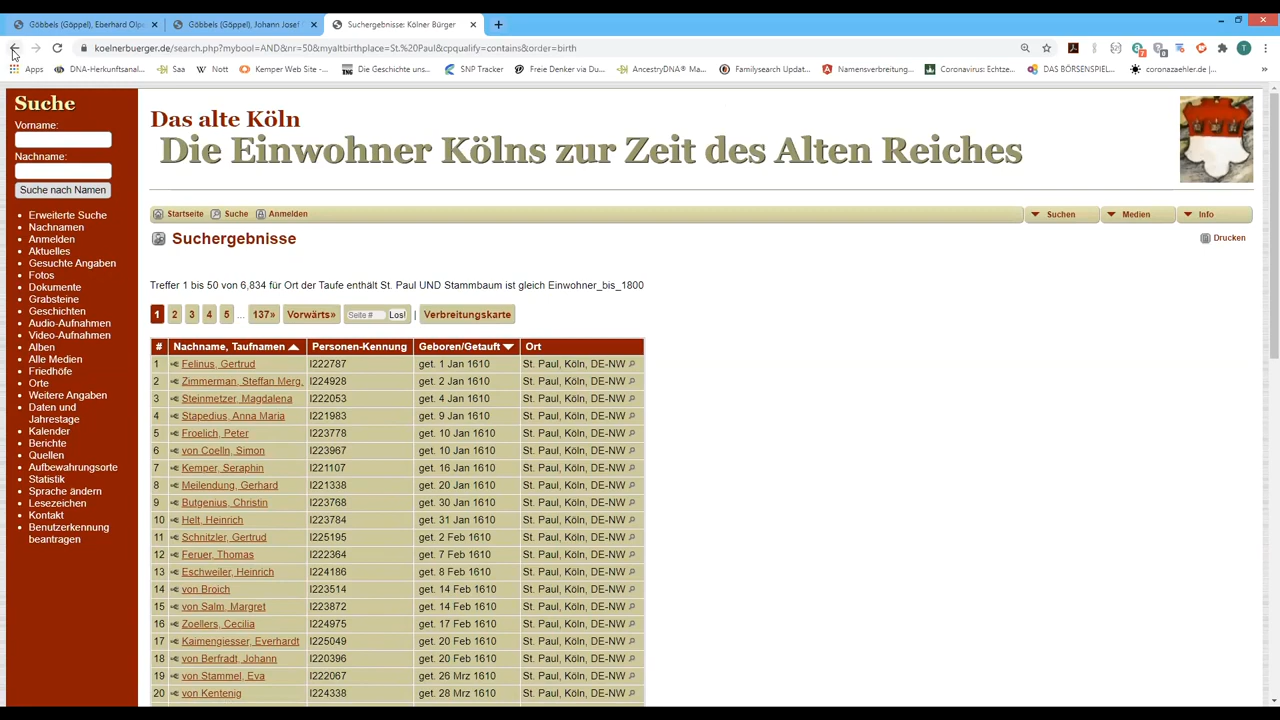 Göbbels (Göppel), Eberhard
Göbbels (Göppel), Johann Josef
Suchergebnisse: Kölner Bürger
koelnerbuerger.de/search.php?mybool=AND&nr=50&myaltbirthplace=St.%20Paul&cpqualify=contains&order=birth
Apps DNA-Herkunftsanal... Saa Nott Kemper Web Site -... Die Geschichte uns... SNP Tracker Freie Denker via Du... AncestryDNA® Ma... Familysearch Updat... Namensverbreitung... Coronavirus: Echtze... DAS BÖRSENSPIEL... coronazaehler.de |... »
Suche
Vorname:
Nachname:
Suche nach Namen
Erweiterte Suche
Nachnamen
Anmelden
Aktuelles
Gesuchte Angaben
Fotos
Dokumente
Grabsteine
Geschichten
Audio-Aufnahmen
Video-Aufnahmen
Alben
Alle Medien
Friedhöfe
Orte
Weitere Angaben
Daten und
Jahrestage
Kalender
Berichte
Quellen
Aufbewahrungsorte
Statistik
Sprache ändern
Lesezeichen
Kontakt
Benutzerkennung
beantragen
Das alte Köln
Die Einwohner Kölns zur Zeit des Alten Reiches
Startseite Suche Anmelden Suchen Medien Info
Suchergebnisse
Drucken
Treffer 1 bis 50 von 6,834 für Ort der Taufe enthält St. Paul UND Stammbaum ist gleich Einwohner_bis_1800
1 2 3 4 5 ... 137» Vorwärts» Seite # Los! | Verbreitungskarte
# Nachname, Taufnamen Personen-Kennung Geboren/Getauft Ort
1 Felinus, Gertrud I222787 get. 1 Jan 1610 St. Paul, Köln, DE-NW
2 Zimmerman, Steffan Merg. I224928 get. 2 Jan 1610 St. Paul, Köln, DE-NW
3 Steinmetzer, Magdalena I222053 get. 4 Jan 1610 St. Paul, Köln, DE-NW
4 Stapedius, Anna Maria I221983 get. 9 Jan 1610 St. Paul, Köln, DE-NW
5 Froelich, Peter I223778 get. 10 Jan 1610 St. Paul, Köln, DE-NW
6 von Coelln, Simon I223967 get. 10 Jan 1610 St. Paul, Köln, DE-NW
7 Kemper, Seraphin I221107 get. 16 Jan 1610 St. Paul, Köln, DE-NW
8 Meilendung, Gerhard I221338 get. 20 Jan 1610 St. Paul, Köln, DE-NW
9 Butgenius, Christin I223768 get. 30 Jan 1610 St. Paul, Köln, DE-NW
10 Helt, Heinrich I223784 get. 31 Jan 1610 St. Paul, Köln, DE-NW
11 Schnitzler, Gertrud I225195 get. 2 Feb 1610 St. Paul, Köln, DE-NW
12 Feruer, Thomas I222364 get. 7 Feb 1610 St. Paul, Köln, DE-NW
13 Eschweiler, Heinrich I224186 get. 8 Feb 1610 St. Paul, Köln, DE-NW
14 von Broich I223514 get. 14 Feb 1610 St. Paul, Köln, DE-NW
15 von Salm, Margret I223872 get. 14 Feb 1610 St. Paul, Köln, DE-NW
16 Zoellers, Cecilia I224975 get. 17 Feb 1610 St. Paul, Köln, DE-NW
17 Kaimengiesser, Everhardt I225049 get. 20 Feb 1610 St. Paul, Köln, DE-NW
18 von Berfradt, Johann I220396 get. 20 Feb 1610 St. Paul, Köln, DE-NW
19 von Stammel, Eva I222067 get. 26 Mrz 1610 St. Paul, Köln, DE-NW
20 von Kentenig I224338 get. 28 Mrz 1610 St. Paul, Köln, DE-NW